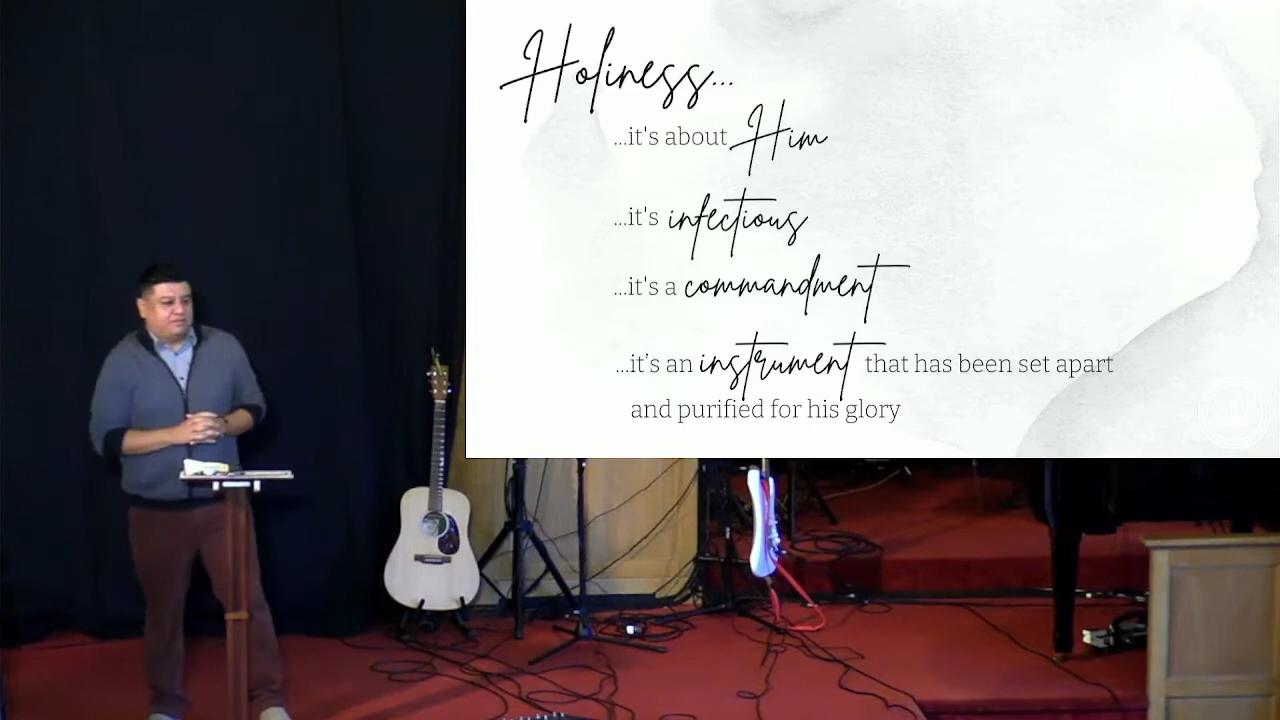 Holiness...
...it's about Him
...it's infectious
...it's a commandment
...it's an instrument that has been set apart
and purified for his glory